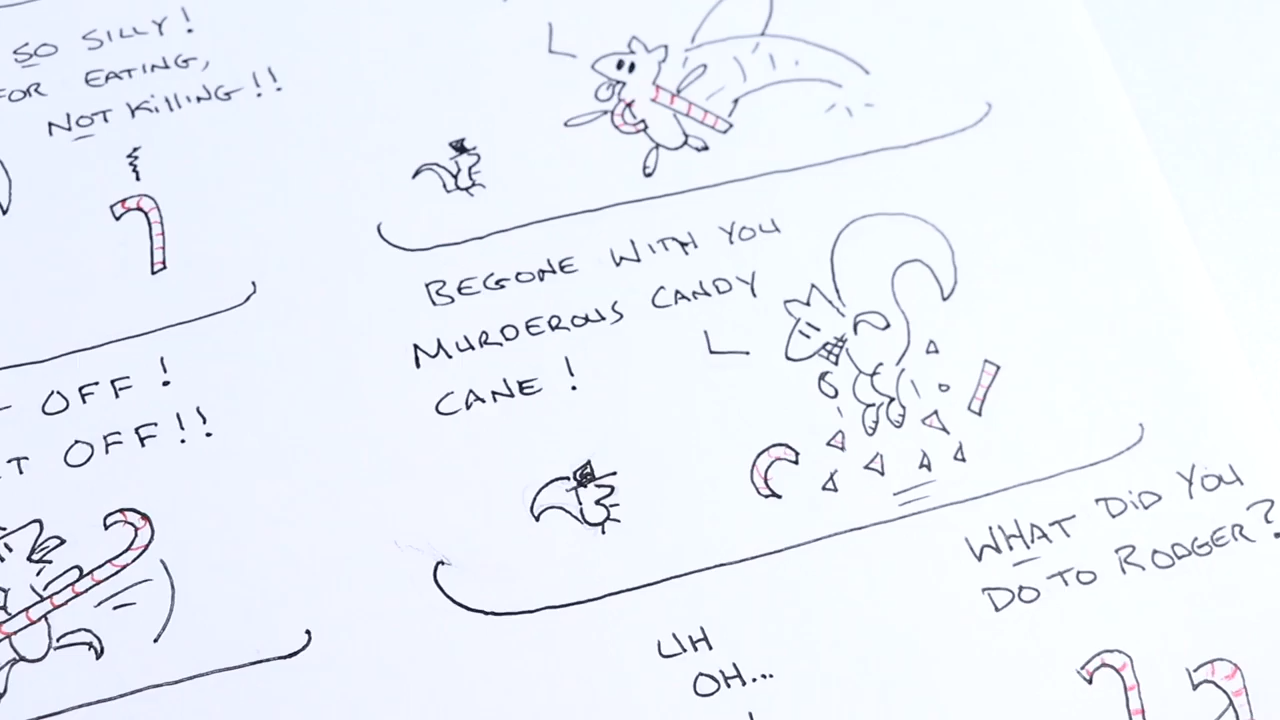 SO SILLY!
FOR EATING,
NOT KILLING!!
BEGONE WITH YOU
MURDEROUS CANDY
CANE!
OFF!
OFF!!
WHAT DID YOU
DO TO RODGER?
UH
OH...